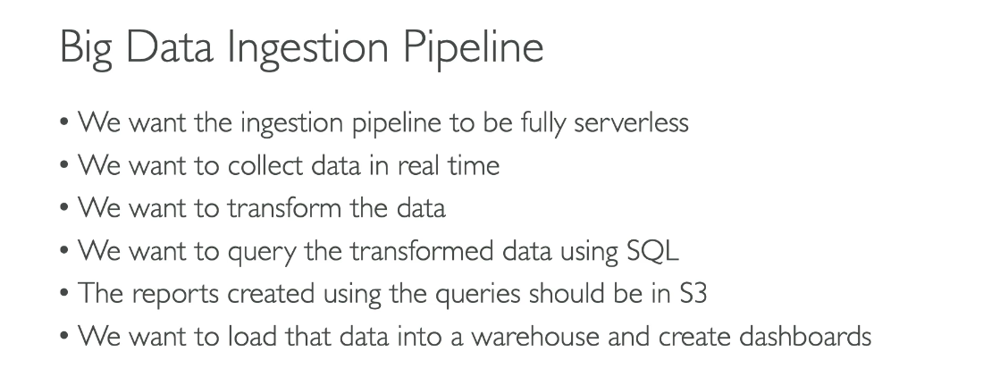 Big Data Ingestion Pipeline
• We want the ingestion pipeline to be fully serverless
• We want to collect data in real time
• We want to transform the data
• We want to query the transformed data using SQL
• The reports created using the queries should be in S3
• We want to load that data into a warehouse and create dashboards